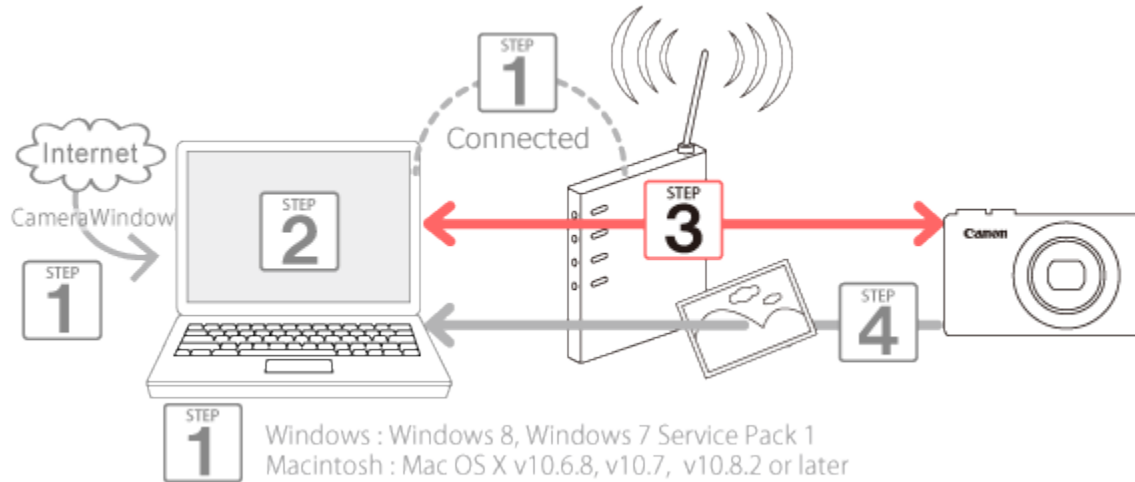 STEP
1
Connected
Internet
CameraWindow
STEP
1
STEP
2
STEP
3
Canon
STEP
4
STEP
1
Windows : Windows 8, Windows 7 Service Pack 1
Macintosh : Mac OS X v10.6.8, v10.7, v10.8.2 or later